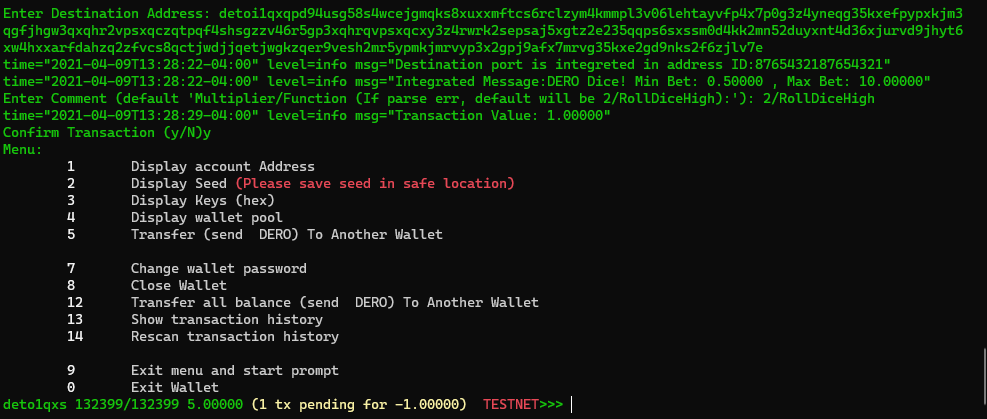 Enter Destination Address: detoi1qxqpd94usg58s4wcejgmqks8xuxxmftcs6rclzym4kmmpl3v06lehtayvfp4x7p0g3z4yneqg35kxefpypxkjm3
qgfjhgw3qxqhr2vpsxqczqtpqf4shsgzzv46r5gp3xqhrqvpsxqcxy3z4rwrk2sepsaj5xgtz2e235qqps6sxssm0d4kk2mn52duyxnt4d36xjurvd9jhyt6
xw4hxxarfdahzq2zfvcs8qctjwdjjqetjwgkzqer9vesh2mr5ypmkjmrvyp3x2gpj9afx7mrvg35kxe2gd9nks2f6zjlv7e
time="2021-04-09T13:28:22-04:00" level=info msg="Destination port is integreted in address ID:8765432187654321"
time="2021-04-09T13:28:22-04:00" level=info msg="Integrated Message:DERO Dice! Min Bet: 0.50000 , Max Bet: 10.00000"
Enter Comment (default 'Multiplier/Function (If parse err, default will be 2/RollDiceHigh):'): 2/RollDiceHigh
time="2021-04-09T13:28:29-04:00" level=info msg="Transaction Value: 1.00000"
Confirm Transaction (y/N)y
Menu:
1 Display account Address
2 Display Seed (Please save seed in safe location)
3 Display Keys (hex)
4 Display wallet pool
5 Transfer (send  DERO) To Another Wallet
7 Change wallet password
8 Close Wallet
12 Transfer all balance (send  DERO) To Another Wallet
13 Show transaction history
14 Rescan transaction history
9 Exit menu and start prompt
0 Exit Wallet
deto1qxs 132399/132399 5.00000 (1 tx pending for -1.00000)  TESTNET>>>